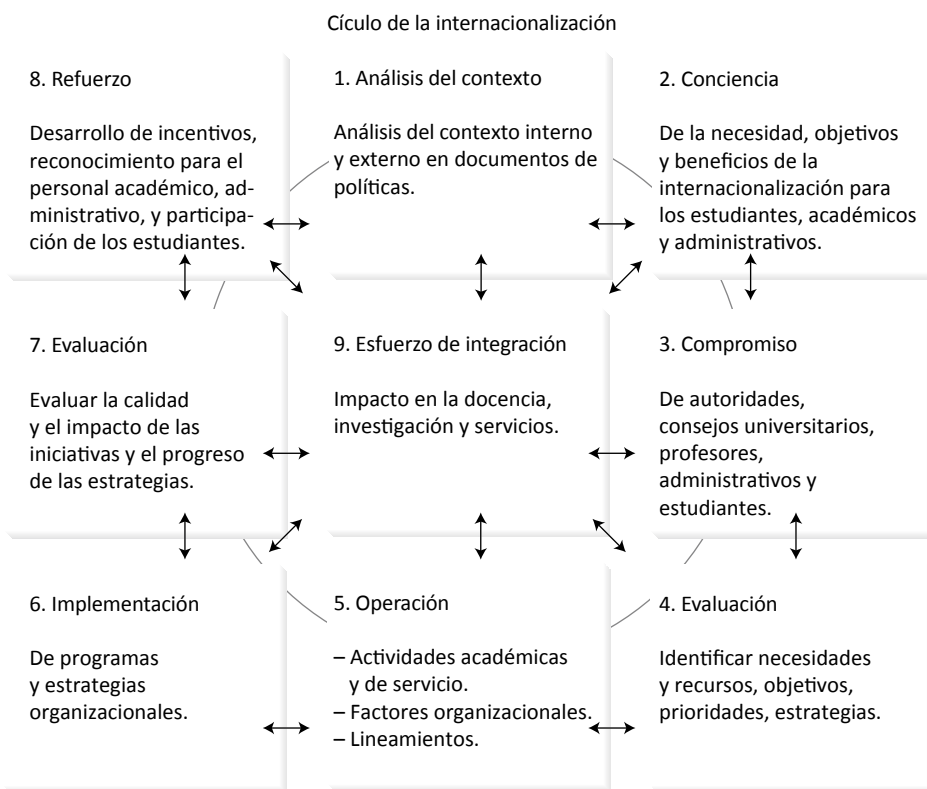 Cículo de la internacionalización
8. Refuerzo
Desarrollo de incentivos,
reconocimiento para el
personal académico, ad-
ministrativo, y participa-
ción de los estudiantes.
1. Análisis del contexto
Análisis del contexto interno
y externo en documentos de
políticas.
2. Conciencia
De la necesidad, objetivos
y beneficios de la
internacionalización para
los estudiantes, académicos
y administrativos.
7. Evaluación
Evaluar la calidad
y el impacto de las
iniciativas y el progreso
de las estrategias.
9. Esfuerzo de integración
Impacto en la docencia,
investigación y servicios.
3. Compromiso
De autoridades,
consejos universitarios,
profesores,
administrativos y
estudiantes.
6. Implementación
De programas
y estrategias
organizacionales.
5. Operación
– Actividades académicas
y de servicio.
– Factores organizacionales.
– Lineamientos.
4. Evaluación
Identificar necesidades
y recursos, objetivos,
prioridades, estrategias.